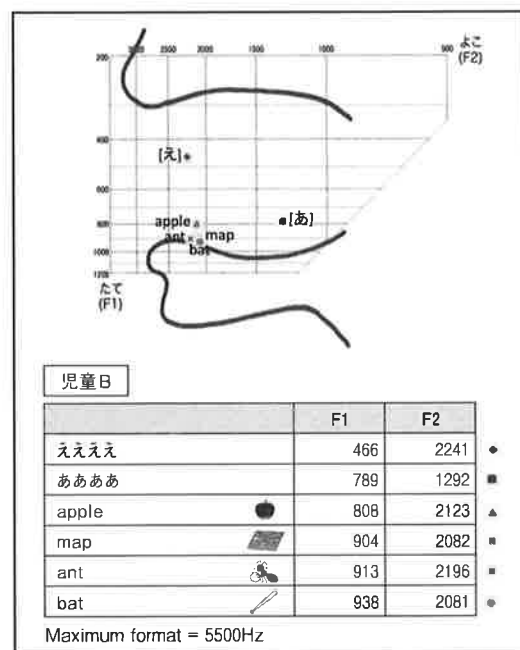 よこ
(F2)
3000 2500 2000 1000 500
200
400
[え]
600
800
apple [あ]
ant map
bat
1000
1200
たて
(F1)
児童B
F1 F2
ええええ 466 2241
ああああ 789 1292
apple 808 2123
map 904 2082
ant 913 2196
bat 938 2081
Maximum format = 5500Hz